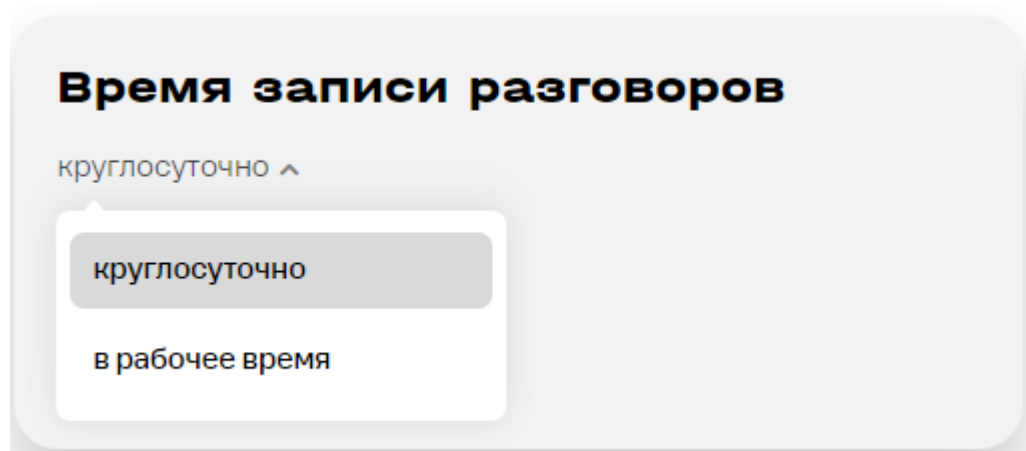 Время записи разговоров
круглосуточно
круглосуточно
в рабочее время